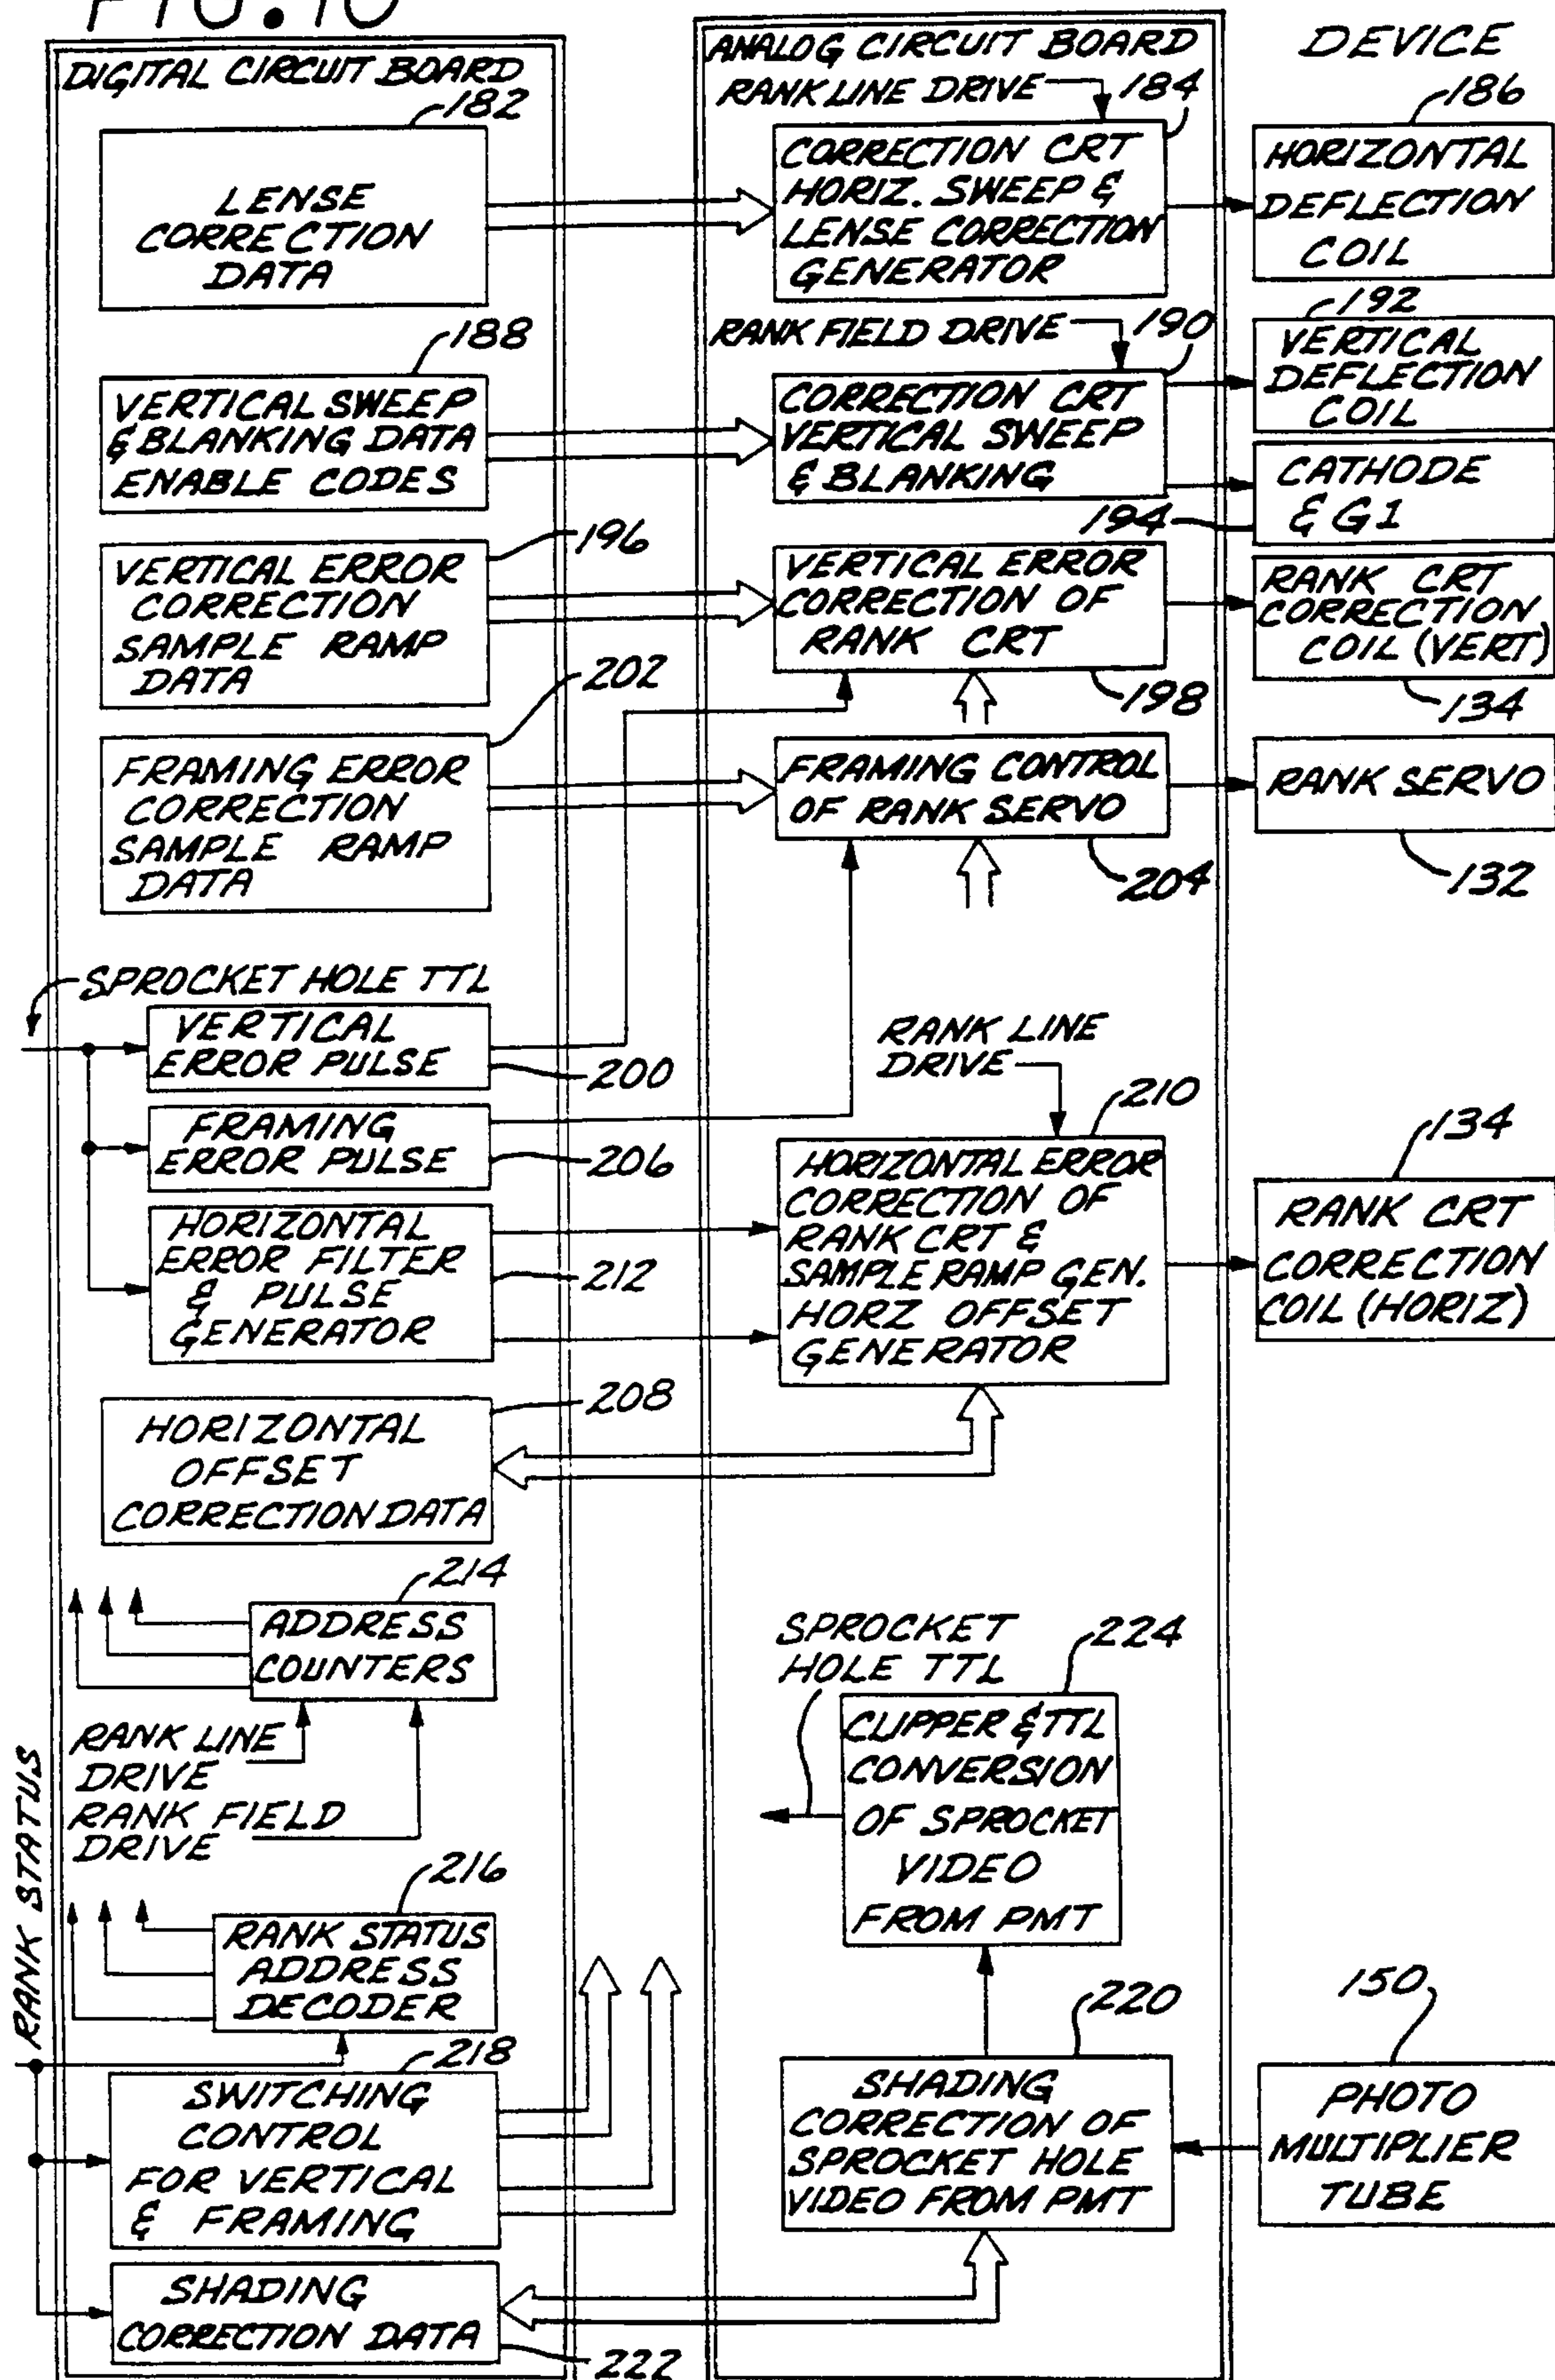 FIG. 10
DIGITAL CIRCUIT BOARD
182
LENSE
CORRECTION
DATA
188
VERTICAL SWEEP
& BLANKING DATA
ENABLE CODES
196
VERTICAL ERROR
CORRECTION
SAMPLE RAMP
DATA
202
FRAMING ERROR
CORRECTION
SAMPLE RAMP
DATA
SPROCKET HOLE TTL
VERTICAL
ERROR PULSE
200
FRAMING
ERROR PULSE
206
HORIZONTAL
ERROR FILTER
& PULSE
GENERATOR
212
208
HORIZONTAL
OFFSET
CORRECTION DATA
214
ADDRESS
COUNTERS
RANK LINE
DRIVE
RANK FIELD
DRIVE
216
RANK STATUS
ADDRESS
DECODER
RANK STATUS
218
SWITCHING
CONTROL
FOR VERTICAL
& FRAMING
SHADING
CORRECTION DATA
222
ANALOG CIRCUIT BOARD
RANK LINE DRIVE
184
CORRECTION CRT
HORIZ. SWEEP &
LENSE CORRECTION
GENERATOR
RANK FIELD DRIVE
190
CORRECTION CRT
VERTICAL SWEEP
& BLANKING
194
VERTICAL ERROR
CORRECTION OF
RANK CRT
198
FRAMING CONTROL
OF RANK SERVO
204
RANK LINE
DRIVE
210
HORIZONTAL ERROR
CORRECTION OF
RANK CRT &
SAMPLE RAMP GEN.
HORZ OFFSET
GENERATOR
SPROCKET
HOLE TTL
224
CLIPPER & TTL
CONVERSION
OF SPROCKET
VIDEO
FROM PMT
220
SHADING
CORRECTION OF
SPROCKET HOLE
VIDEO FROM PMT
DEVICE
186
HORIZONTAL
DEFLECTION
COIL
192
VERTICAL
DEFLECTION
COIL
CATHODE
& G1
RANK CRT
CORRECTION
COIL (VERT)
134
RANK SERVO
132
134
RANK CRT
CORRECTION
COIL (HORIZ)
150
PHOTO
MULTIPLIER
TUBE